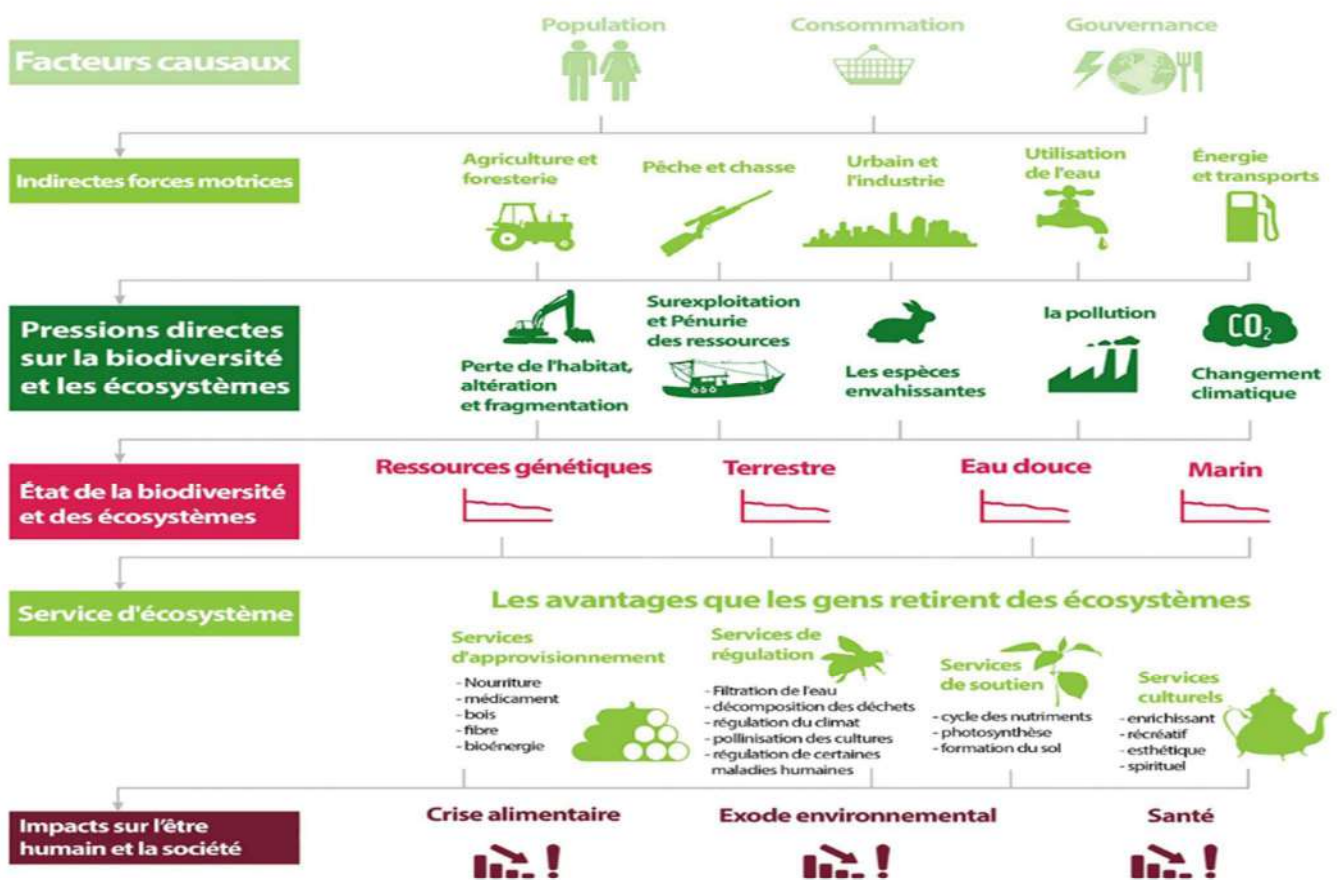 Population
Consommation
Gouvernance
Facteurs causaux
Indirectes forces motrices
Agriculture et
foresterie
Pêche et chasse
Urbain et
l'industrie
Utilisation
de l'eau
Énergie
et transports
Pressions directes
sur la biodiversité
et les écosystèmes
Perte de l'habitat,
altération
et fragmentation
Surexploitation
et Pénurie
des ressources
Les espèces
envahissantes
la pollution
CO2
Changement
climatique
État de la biodiversité
et des écosystèmes
Ressources génétiques
Terrestre
Eau douce
Marin
Service d'écosystème
Les avantages que les gens retirent des écosystèmes
Services
d'approvisionnement
- Nourriture
- médicament
- bois
- fibre
- bioénergie
Services de
régulation
- Filtration de l'eau
- décomposition des déchets
- régulation du climat
- pollinisation des cultures
- régulation de certaines
maladies humaines
Services
de soutien
- cycle des nutriments
- photosynthèse
- formation du sol
Services
culturels
- enrichissant
- récréatif
- esthétique
- spirituel
Impacts sur l'être
humain et la société
Crise alimentaire
Exode environnemental
Santé